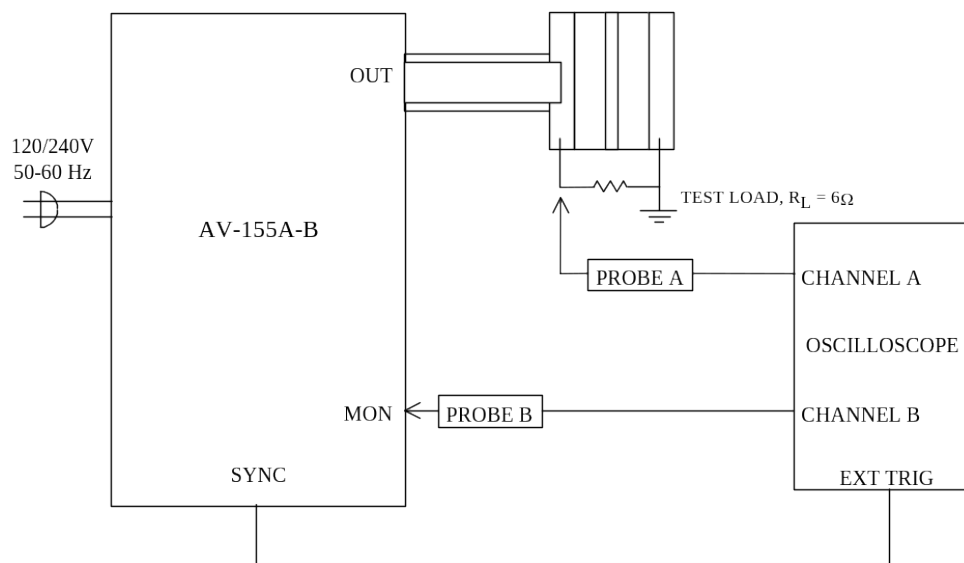 OUT
120/240V
50-60 Hz
AV-155A-B
TEST LOAD, RL = 6Ω
PROBE A
CHANNEL A
OSCILLOSCOPE
MON
PROBE B
CHANNEL B
SYNC
EXT TRIG